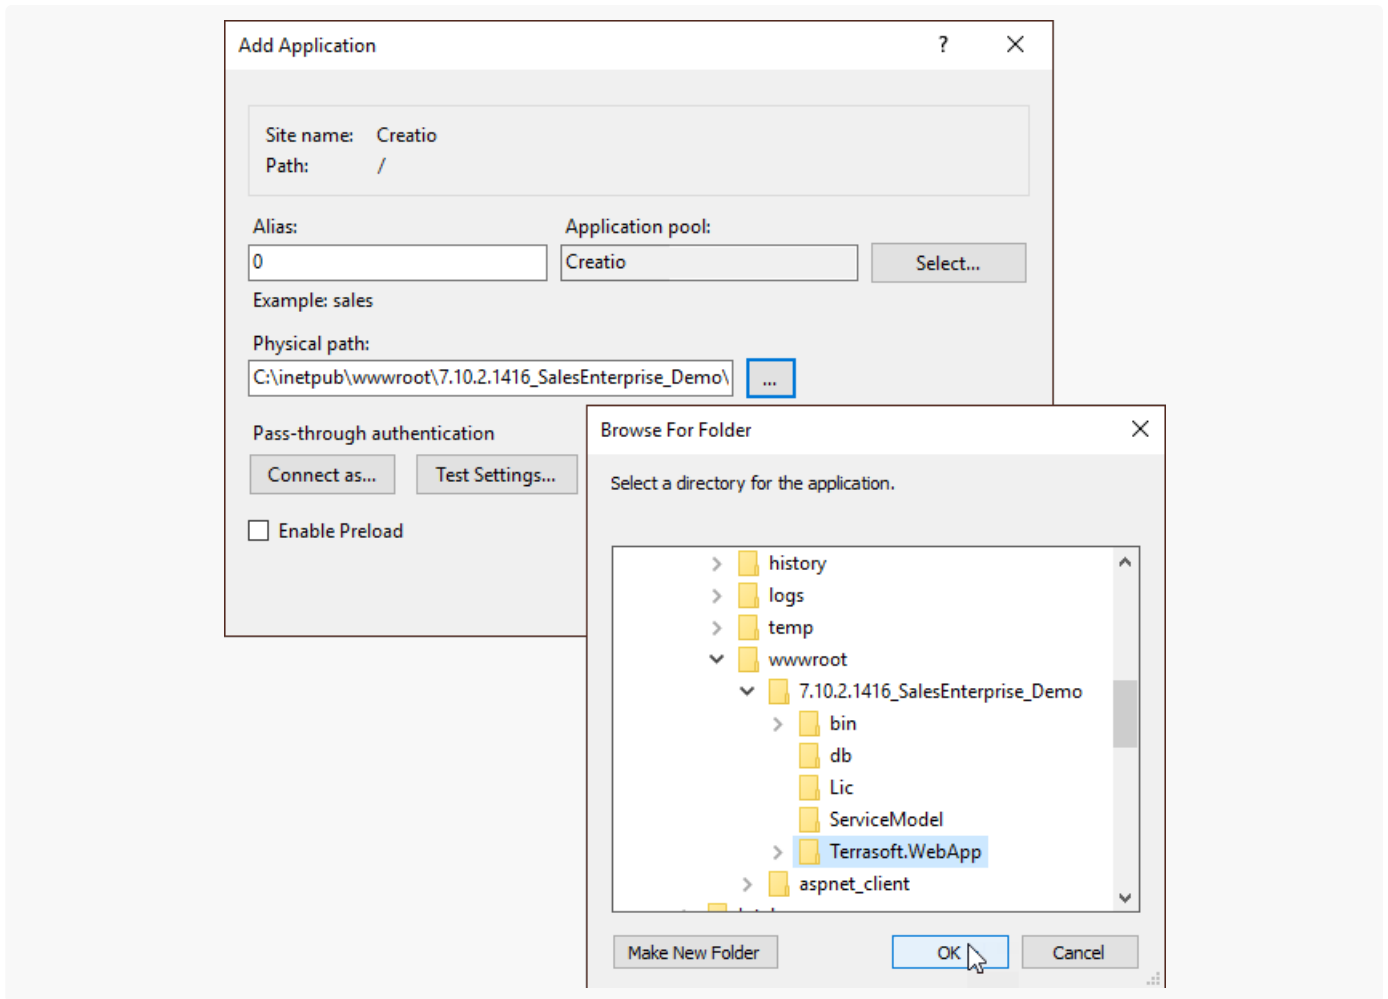 Add Application
?
Site name: Creatio
Path: /
Alias:
Application pool:
0
Creatio
Select...
Example: sales
Physical path:
C:\inetpub\wwwroot\7.10.2.1416_SalesEnterprise_Demo\
...
Pass-through authentication
Connect as...
Test Settings...
Enable Preload
Browse For Folder
Select a directory for the application.
history
logs
temp
wwwroot
7.10.2.1416_SalesEnterprise_Demo
bin
db
Lic
ServiceModel
Terrasoft.WebApp
aspnet_client
Make New Folder
OK
Cancel